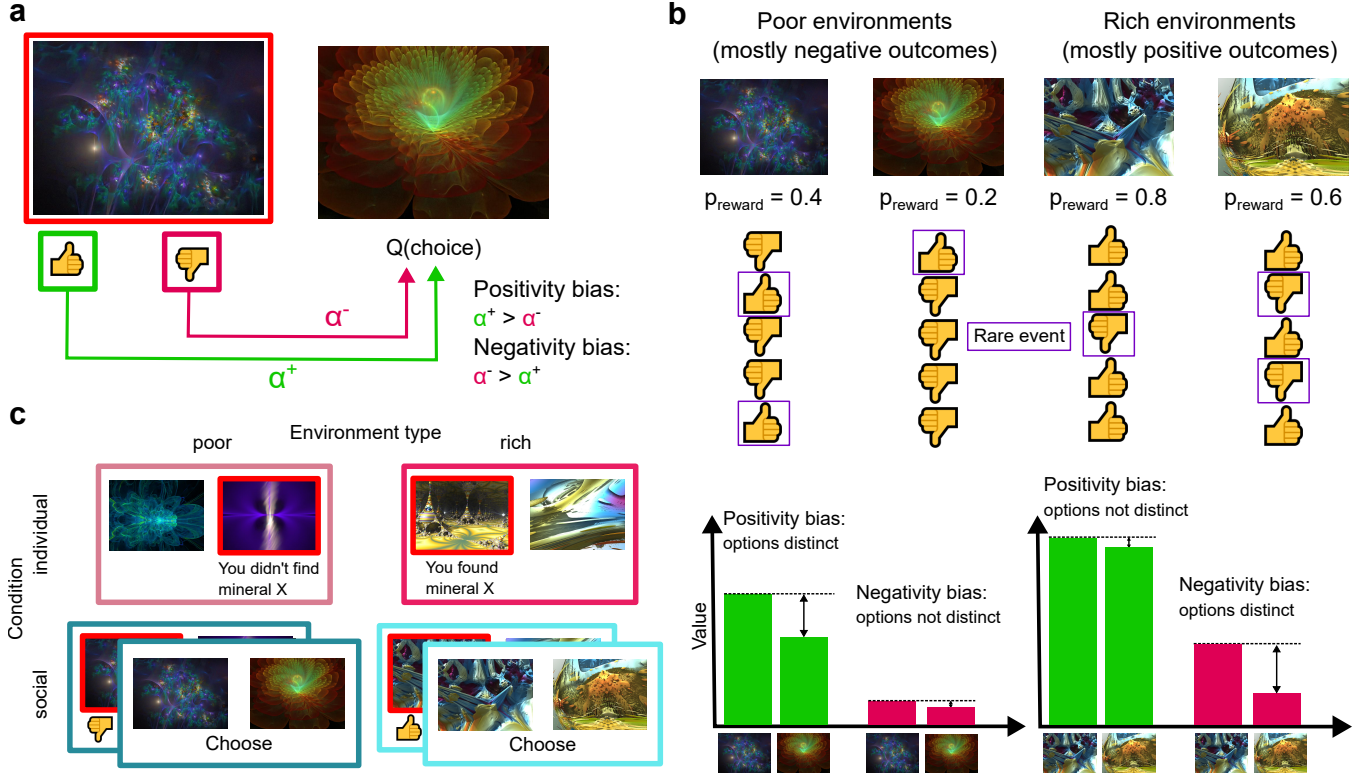 a
Q(choice)
α⁻
α⁺
Positivity bias:
α⁺ > α⁻
Negativity bias:
α⁻ > α⁺
b
Poor environments
(mostly negative outcomes)
Rich environments
(mostly positive outcomes)
p_reward = 0.4
p_reward = 0.2
p_reward = 0.8
p_reward = 0.6
Rare event
Value
Positivity bias:
options distinct
Negativity bias:
options not distinct
Positivity bias:
options not distinct
Negativity bias:
options distinct
c
Environment type
poor
rich
Condition
individual
You didn't find
mineral X
You found
mineral X
social
Choose
Choose